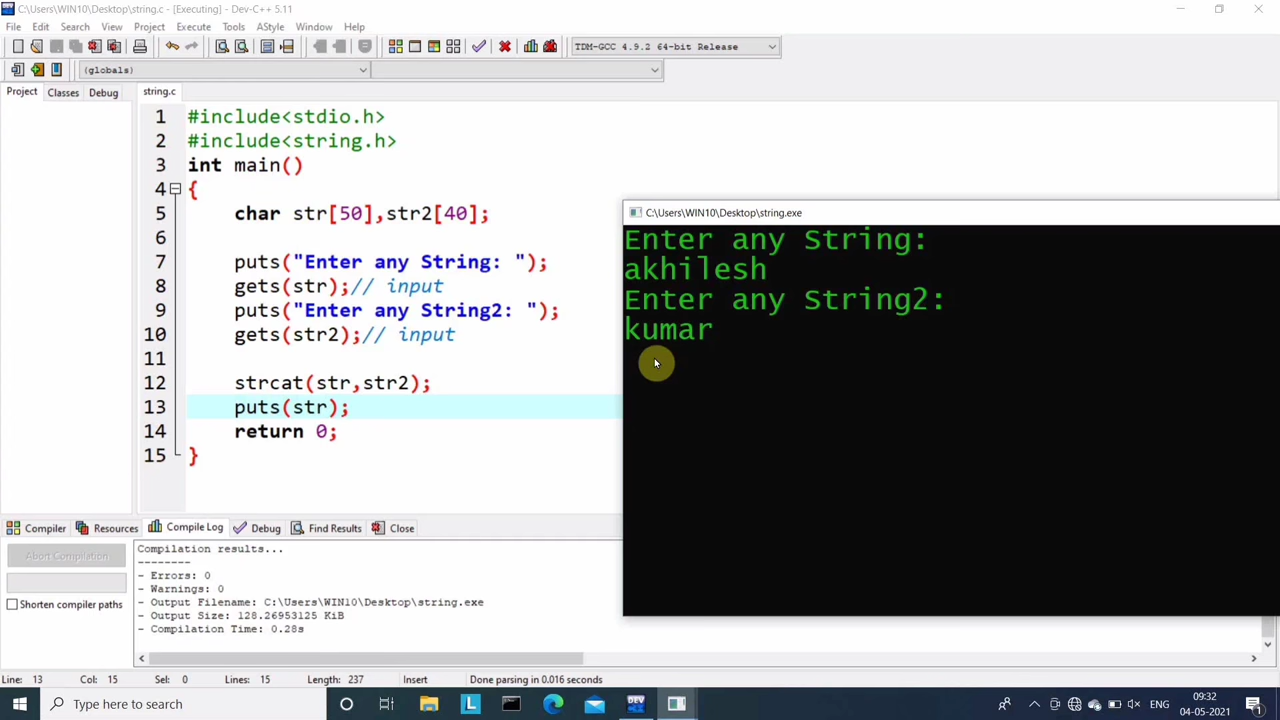 C:\Users\WIN10\Desktop\string.c - [Executing] - Dev-C++ 5.11
File Edit Search View Project Execute Tools AStyle Window Help
TDM-GCC 4.9.2 64-bit Release
(globals)
Project Classes Debug string.c
1 #include<stdio.h>
2 #include<string.h>
3 int main()
4 {
5 char str[50],str2[40];
6
7 puts("Enter any String: ");
8 gets(str);// input
9 puts("Enter any String2: ");
10 gets(str2);// input
11
12 strcat(str,str2);
13 puts(str);
14 return 0;
15 }
C:\Users\WIN10\Desktop\string.exe
Enter any String:
akhilesh
Enter any String2:
kumar
Compiler Resources Compile Log Debug Find Results Close
Abort Compilation
Shorten compiler paths
Compilation results...
--------
- Errors: 0
- Warnings: 0
- Output Filename: C:\Users\WIN10\Desktop\string.exe
- Output Size: 128.26953125 KiB
- Compilation Time: 0.28s
Line: 13 Col: 15 Sel: 0 Lines: 15 Length: 237 Insert Done parsing in 0.016 seconds
Type here to search
ENG
09:32
04-05-2021
1